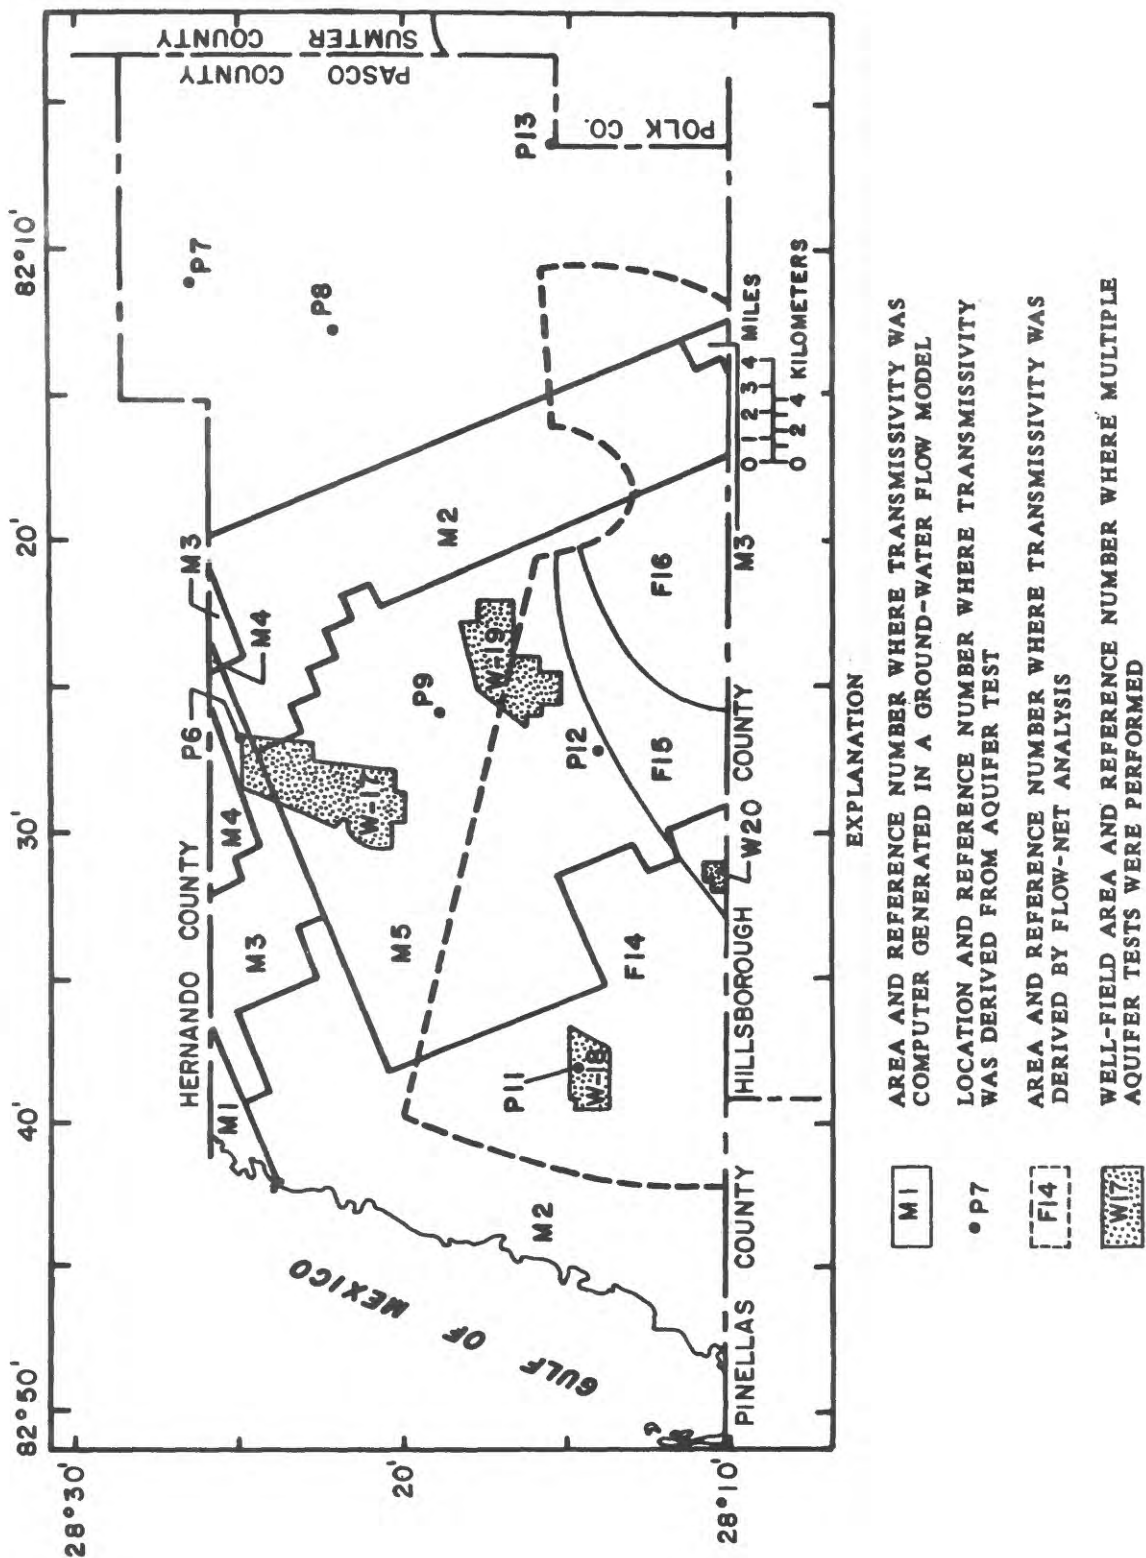 82°50'
40'
30'
20'
82°10'
28°30'
20'
28°10'
HERNANDO COUNTY
PASCO COUNTY
SUMTER COUNTY
POLK CO.
GULF OF MEXICO
PINELLAS COUNTY
HILLSBOROUGH COUNTY
M1
M3
M4
P6
M4
M3
M2
P7
P8
P13
M5
W-17
P9
W-19
P12
M2
P11
W-18
F14
F15
F16
W20
M3
0 1 2 3 4 MILES
0 2 4 KILOMETERS
EXPLANATION
M1
AREA AND REFERENCE NUMBER WHERE TRANSMISSIVITY WAS
COMPUTER GENERATED IN A GROUND-WATER FLOW MODEL
P7
LOCATION AND REFERENCE NUMBER WHERE TRANSMISSIVITY
WAS DERIVED FROM AQUIFER TEST
F14
AREA AND REFERENCE NUMBER WHERE TRANSMISSIVITY WAS
DERIVED BY FLOW-NET ANALYSIS
W17
WELL-FIELD AREA AND REFERENCE NUMBER WHERE MULTIPLE
AQUIFER TESTS WERE PERFORMED